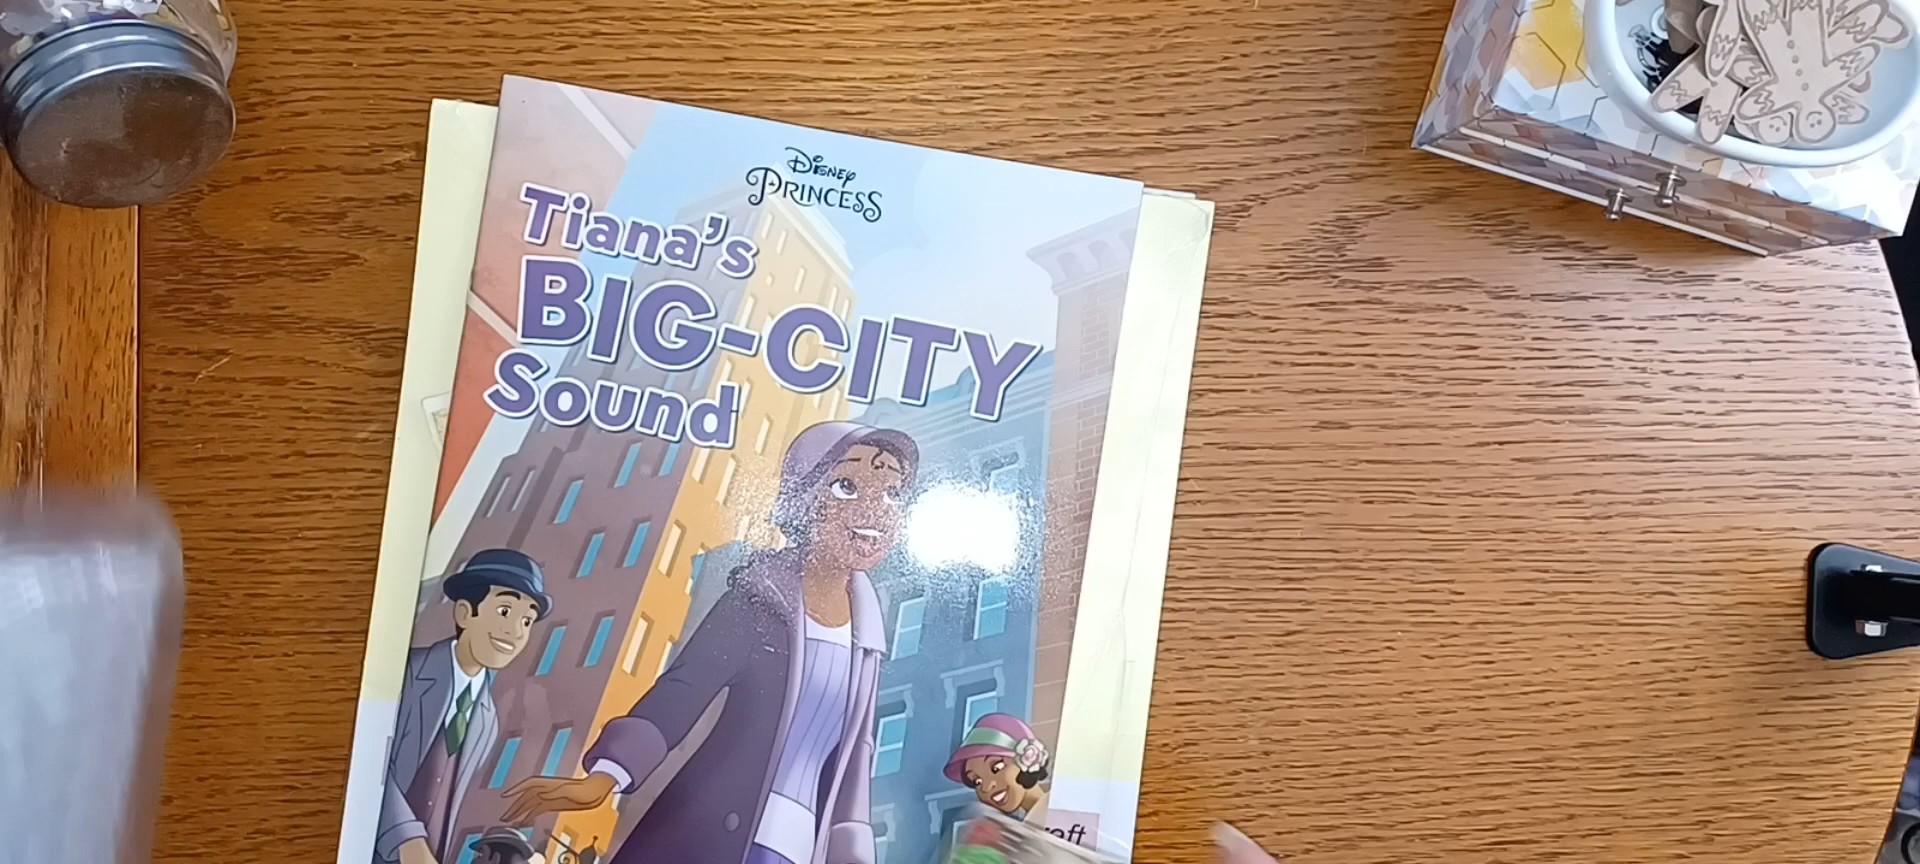 Disney
PRINCESS
Tiana's
BIG-CITY
Sound